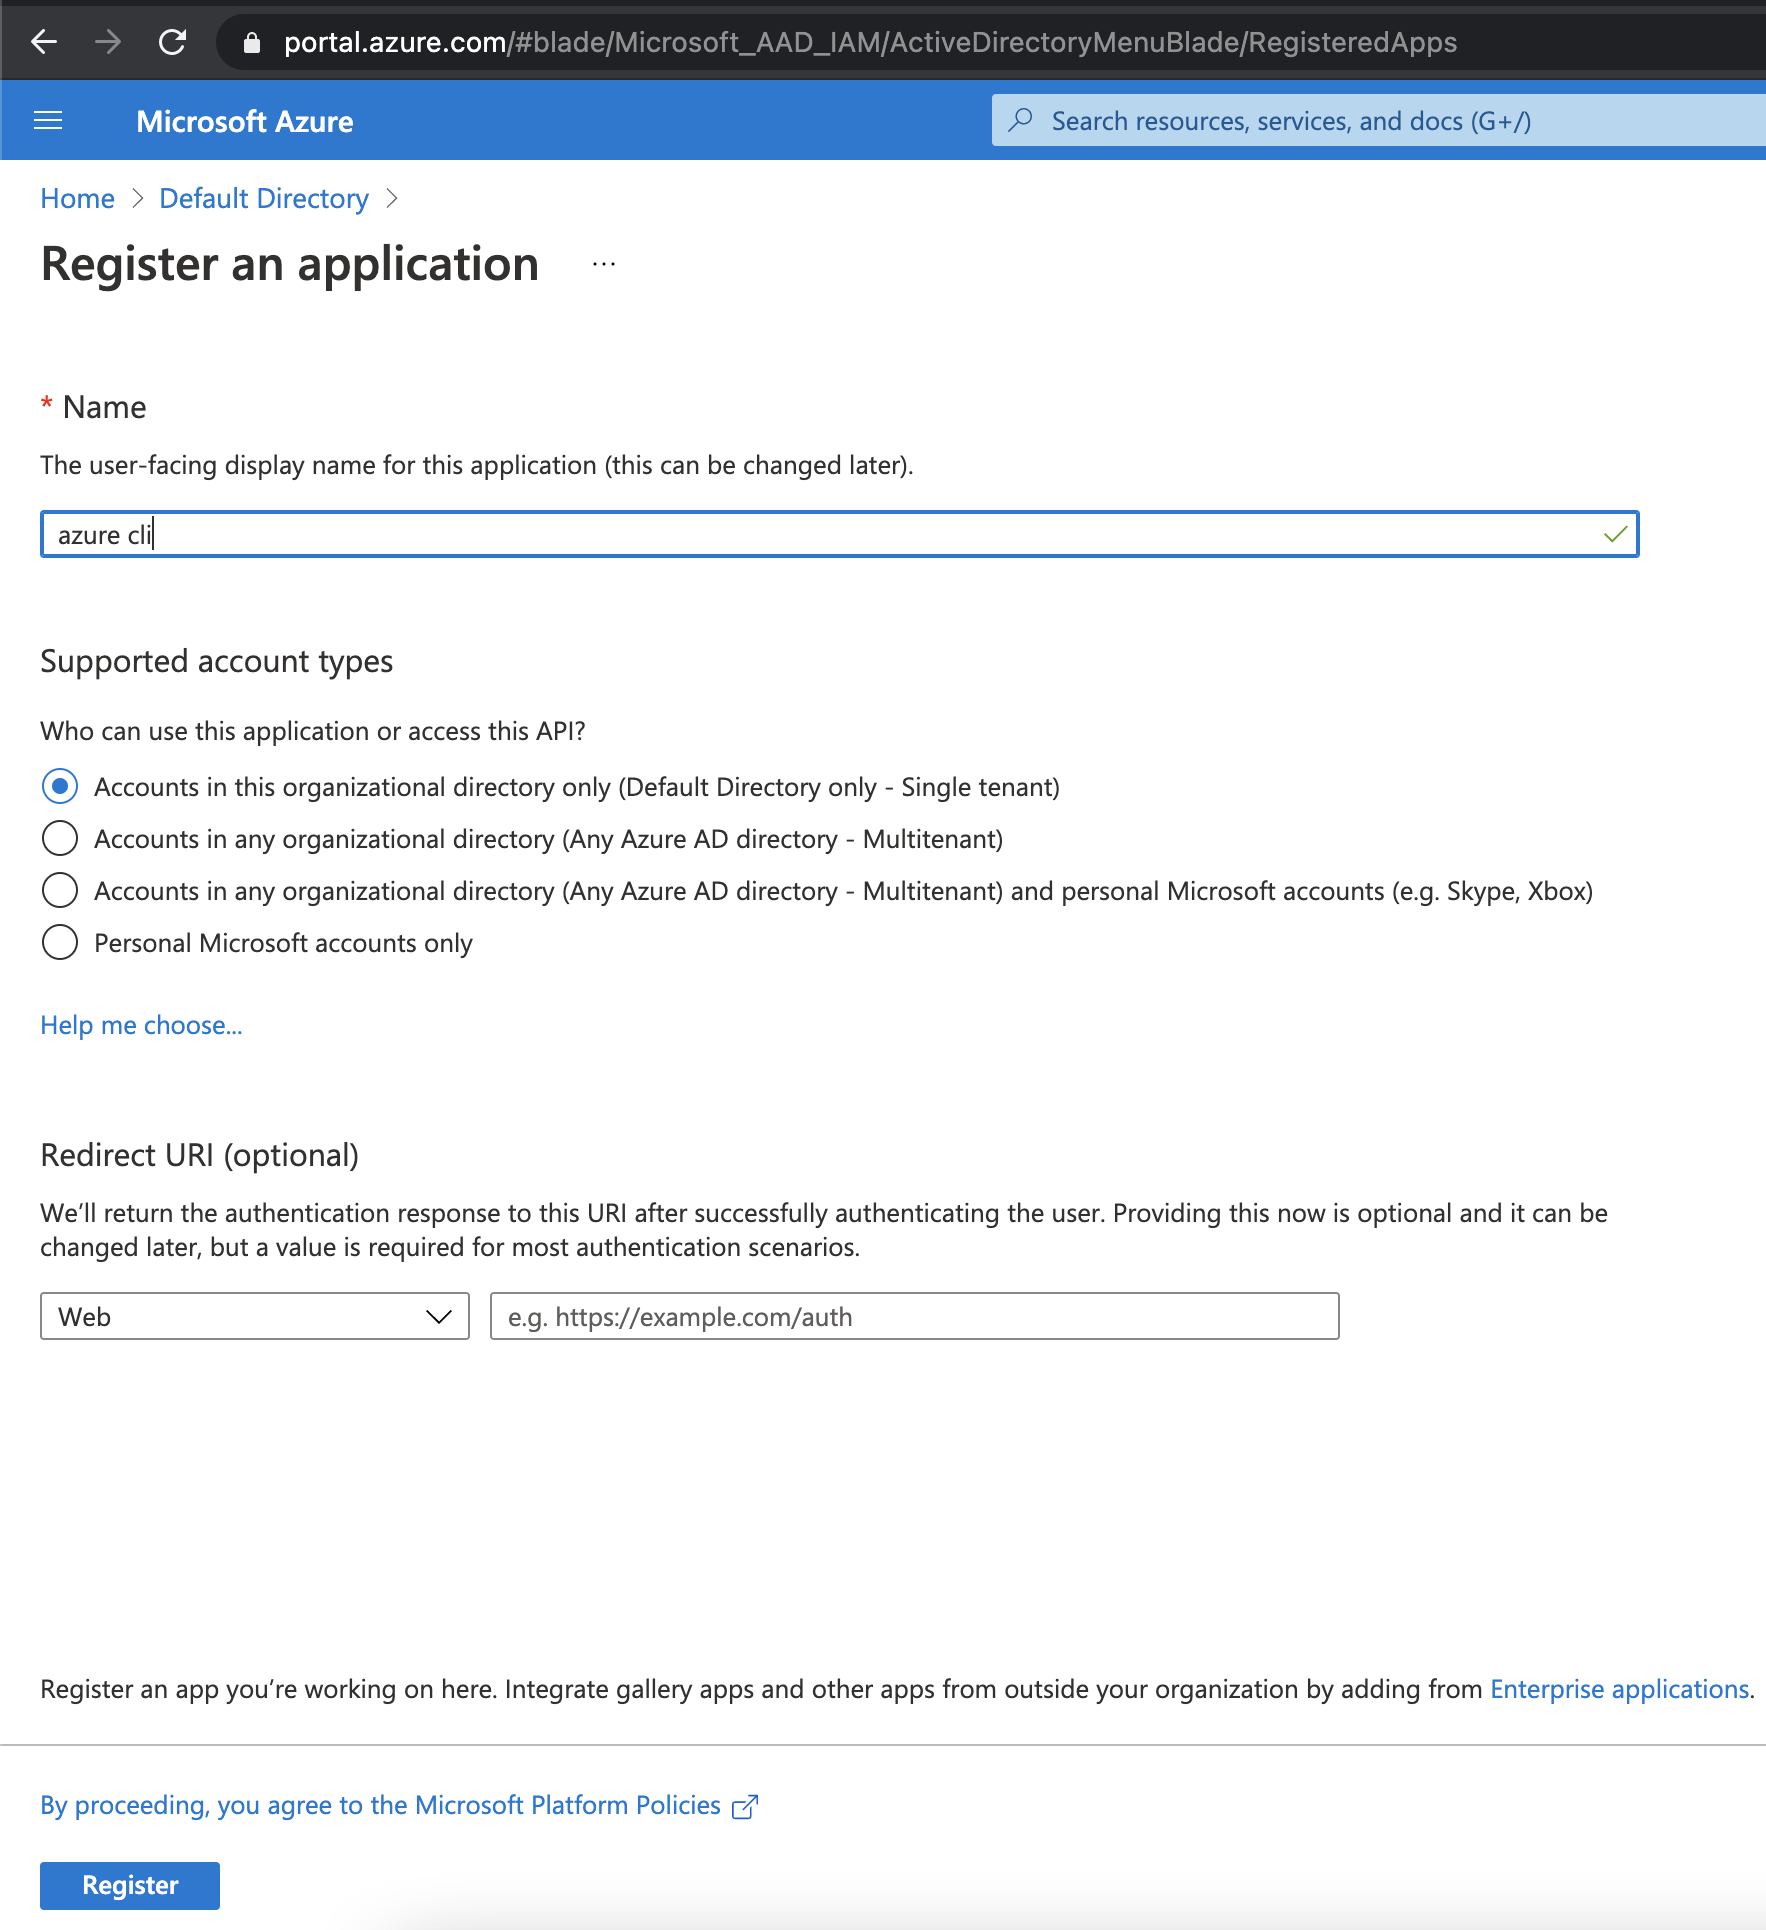 portal.azure.com/#blade/Microsoft_AAD_IAM/ActiveDirectoryMenuBlade/RegisteredApps
Microsoft Azure
Search resources, services, and docs (G+/)
Home > Default Directory >
Register an application ...
* Name
The user-facing display name for this application (this can be changed later).
azure cli
Supported account types
Who can use this application or access this API?
Accounts in this organizational directory only (Default Directory only - Single tenant)
Accounts in any organizational directory (Any Azure AD directory - Multitenant)
Accounts in any organizational directory (Any Azure AD directory - Multitenant) and personal Microsoft accounts (e.g. Skype, Xbox)
Personal Microsoft accounts only
Help me choose...
Redirect URI (optional)
We’ll return the authentication response to this URI after successfully authenticating the user. Providing this now is optional and it can be
changed later, but a value is required for most authentication scenarios.
Web
e.g. https://example.com/auth
Register an app you’re working on here. Integrate gallery apps and other apps from outside your organization by adding from Enterprise applications.
By proceeding, you agree to the Microsoft Platform Policies
Register